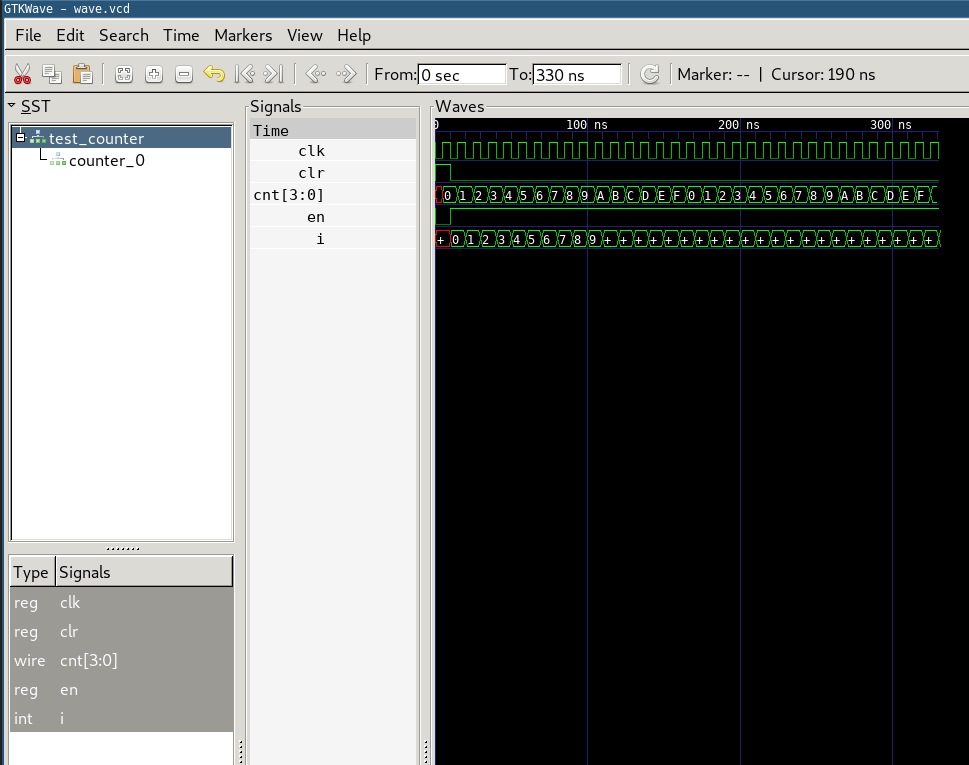 GTKWave - wave.vcd
File Edit Search Time Markers View Help
From: 0 sec To: 330 ns Marker: -- | Cursor: 190 ns
SST
test_counter
counter_0
Type Signals
reg clk
reg clr
wire cnt[3:0]
reg en
int i
Signals
Time
clk
clr
cnt[3:0]
en
i
Waves
0 100 ns 200 ns 300 ns
0 1 2 3 4 5 6 7 8 9 A B C D E F 0 1 2 3 4 5 6 7 8 9 A B C D E F
+ 0 1 2 3 4 5 6 7 8 9 + + + + + + + + + + + + + + + + + + + + + +